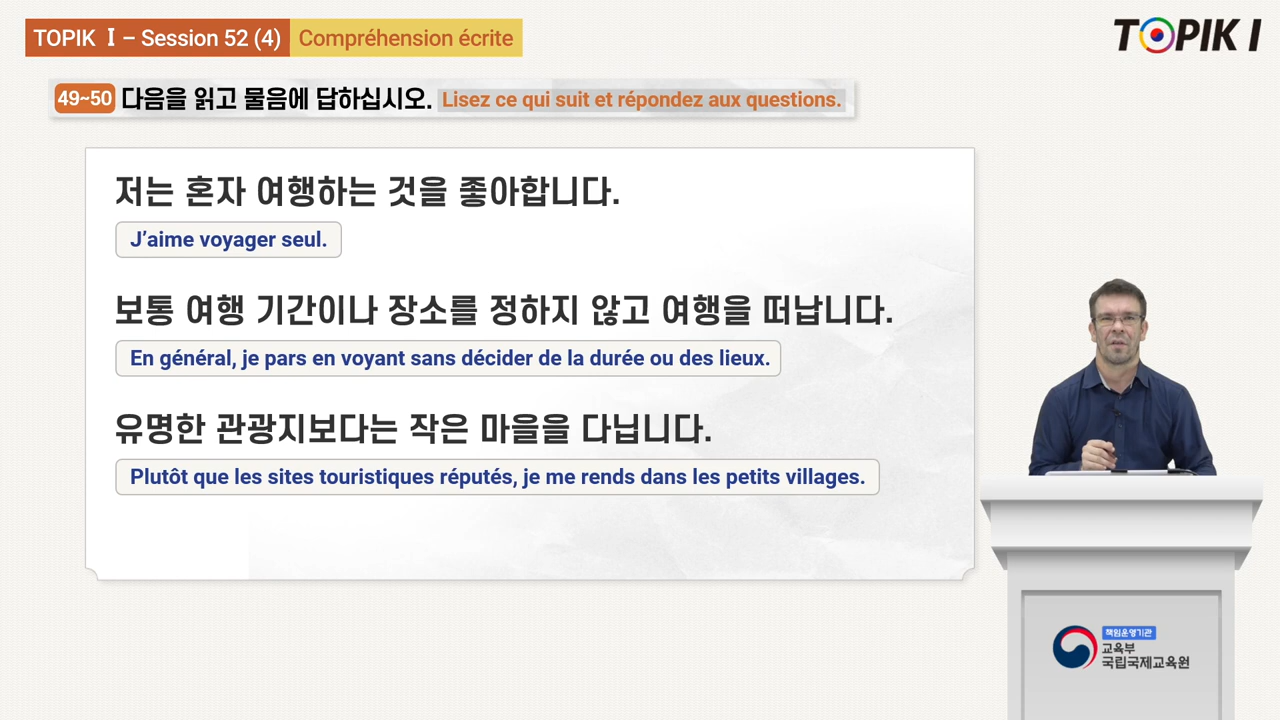 TOPIK Ⅰ – Session 52 (4) Compréhension écrite
TOPIK I
49~50 다음을 읽고 물음에 답하십시오. Lisez ce qui suit et répondez aux questions.
저는 혼자 여행하는 것을 좋아합니다.
J’aime voyager seul.
보통 여행 기간이나 장소를 정하지 않고 여행을 떠납니다.
En général, je pars en voyant sans décider de la durée ou des lieux.
유명한 관광지보다는 작은 마을을 다닙니다.
Plutôt que les sites touristiques réputés, je me rends dans les petits villages.
책임운영기관
교육부
국립국제교육원